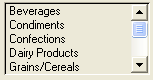 Beverages
Condiments
Confections
Dairy Products
Grains/Cereals